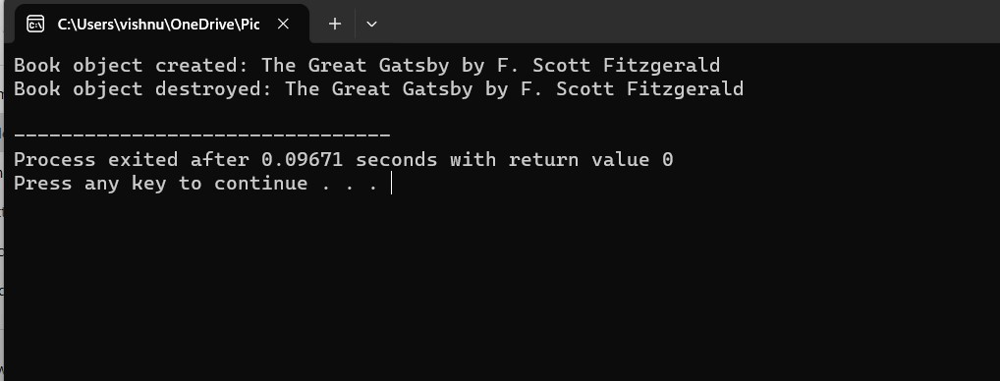 C:\Users\vishnu\OneDrive\Pic
Book object created: The Great Gatsby by F. Scott Fitzgerald
Book object destroyed: The Great Gatsby by F. Scott Fitzgerald
--------------------------------
Process exited after 0.09671 seconds with return value 0
Press any key to continue . . .